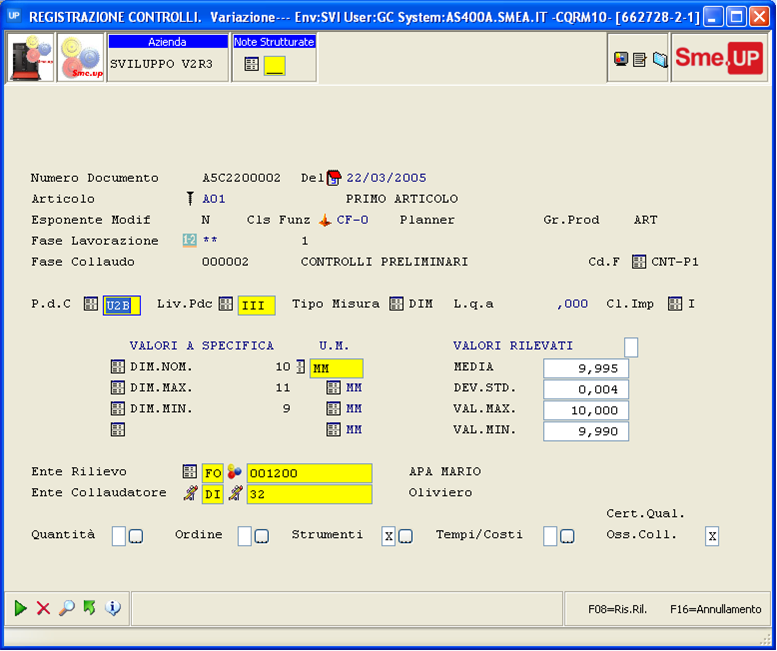 UP REGISTRAZIONE CONTROLLI. Variazione--- Env:SVI User:GC System:AS400A.SMEA.IT -CQRM10- [662728-2-1]
Azienda Note Strutturate
Sme.up Sme.up SVILUPPO V2R3 Sme.UP
Numero Documento A5C2200002 Del 22/03/2005
Articolo A01 PRIMO ARTICOLO
Esponente Modif N Cls Funz CF-0 Planner Gr.Prod ART
Fase Lavorazione ** 1
Fase Collaudo 000002 CONTROLLI PRELIMINARI Cd.F CNT-P1
P.d.C U2B Liv.Pdc III Tipo Misura DIM L.q.a ,000 Cl.Imp I
VALORI A SPECIFICA U.M. VALORI RILEVATI
DIM.NOM. 10 MM MEDIA 9,995
DIM.MAX. 11 MM DEV.STD. 0,004
DIM.MIN. 9 MM VAL.MAX. 10,000
MM VAL.MIN. 9,990
Ente Rilievo FO 001200 APA MARIO
Ente Collaudatore DI 32 Oliviero
Cert.Qual.
Quantità Ordine Strumenti X Tempi/Costi Oss.Coll. X
F08=Ris.Ril. F16=Annullamento